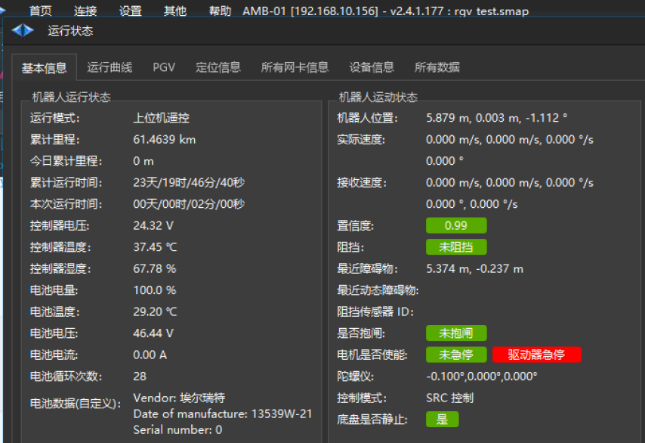 首页 连接 设置 其他 帮助 AMB-01 [192.168.10.156] - v2.4.1.177 : rgv_test.smap
运行状态
基本信息 运行曲线 PGV 定位信息 所有网卡信息 设备信息 所有数据
机器人运行状态
运行模式: 上位机遥控
累计里程: 61.4639 km
今日累计里程: 0 m
累计运行时间: 23天/19时/46分/40秒
本次运行时间: 00天/00时/02分/00秒
控制器电压: 24.32 V
控制器温度: 37.45 ℃
控制器湿度: 67.78 %
电池电量: 100.0 %
电池温度: 29.20 ℃
电池电压: 46.44 V
电池电流: 0.00 A
电池循环次数: 28
电池数据(自定义): Vendor: 埃尔瑞特
Date of manufacture: 13539W-21
Serial number: 0
机器人运动状态
机器人位置: 5.879 m, 0.003 m, -1.112 °
实际速度: 0.000 m/s, 0.000 m/s, 0.000 °/s
0.000 °
接收速度: 0.000 m/s, 0.000 m/s, 0.000 °/s
0.000 °, 0.000 °/s
置信度: 0.99
阻挡: 未阻挡
最近障碍物: 5.374 m, -0.237 m
最近动态障碍物:
阻挡传感器 ID:
是否抱闸: 未抱闸
电机是否使能: 未急停 驱动器急停
陀螺仪: -0.100°,0.000°,0.000°
控制模式: SRC 控制
底盘是否静止: 是